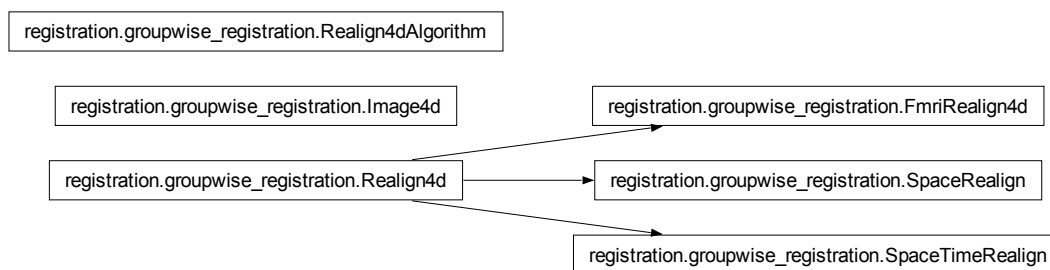 registration.groupwise_registration.Realign4dAlgorithm
registration.groupwise_registration.Image4d
registration.groupwise_registration.FmriRealign4d
registration.groupwise_registration.Realign4d
registration.groupwise_registration.SpaceRealign
registration.groupwise_registration.SpaceTimeRealign